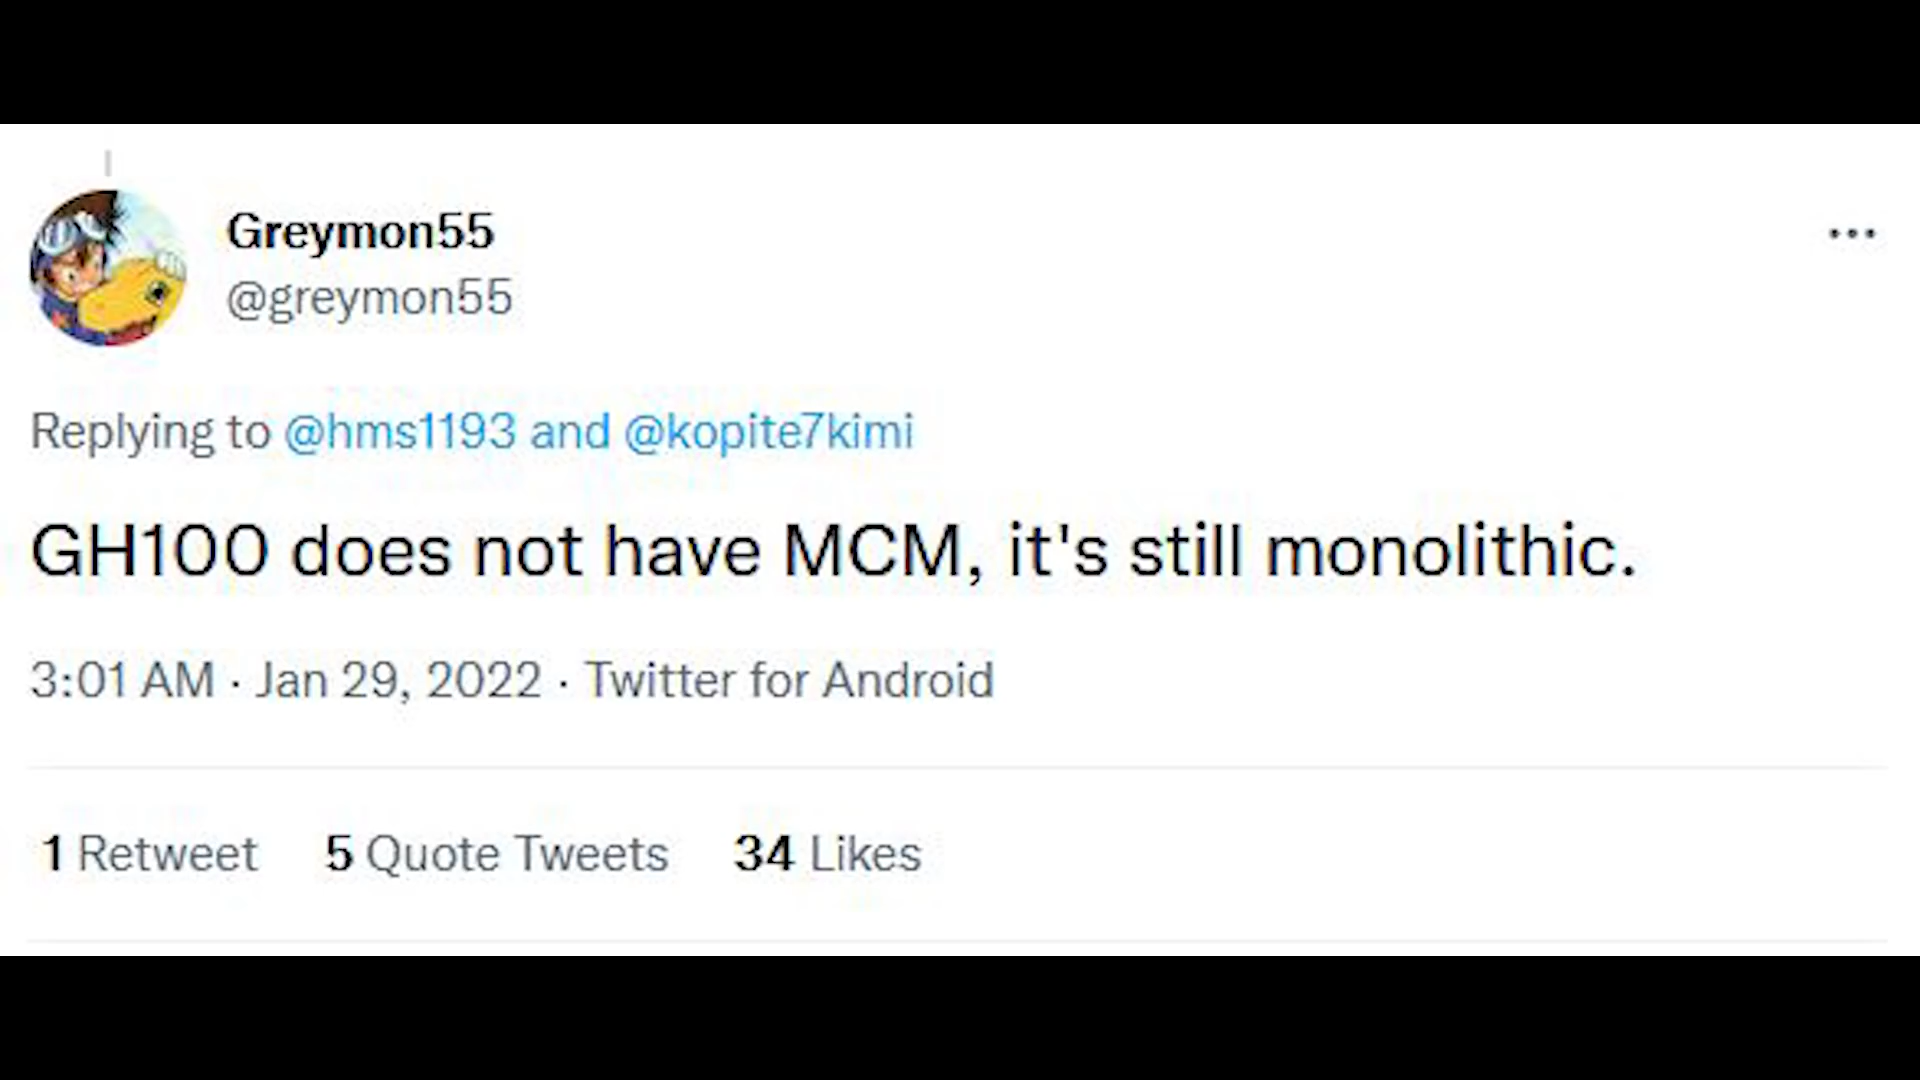 Greymon55
@greymon55
Replying to @hms1193 and @kopite7kimi
GH100 does not have MCM, it's still monolithic.
3:01 AM · Jan 29, 2022 · Twitter for Android
1 Retweet 5 Quote Tweets 34 Likes